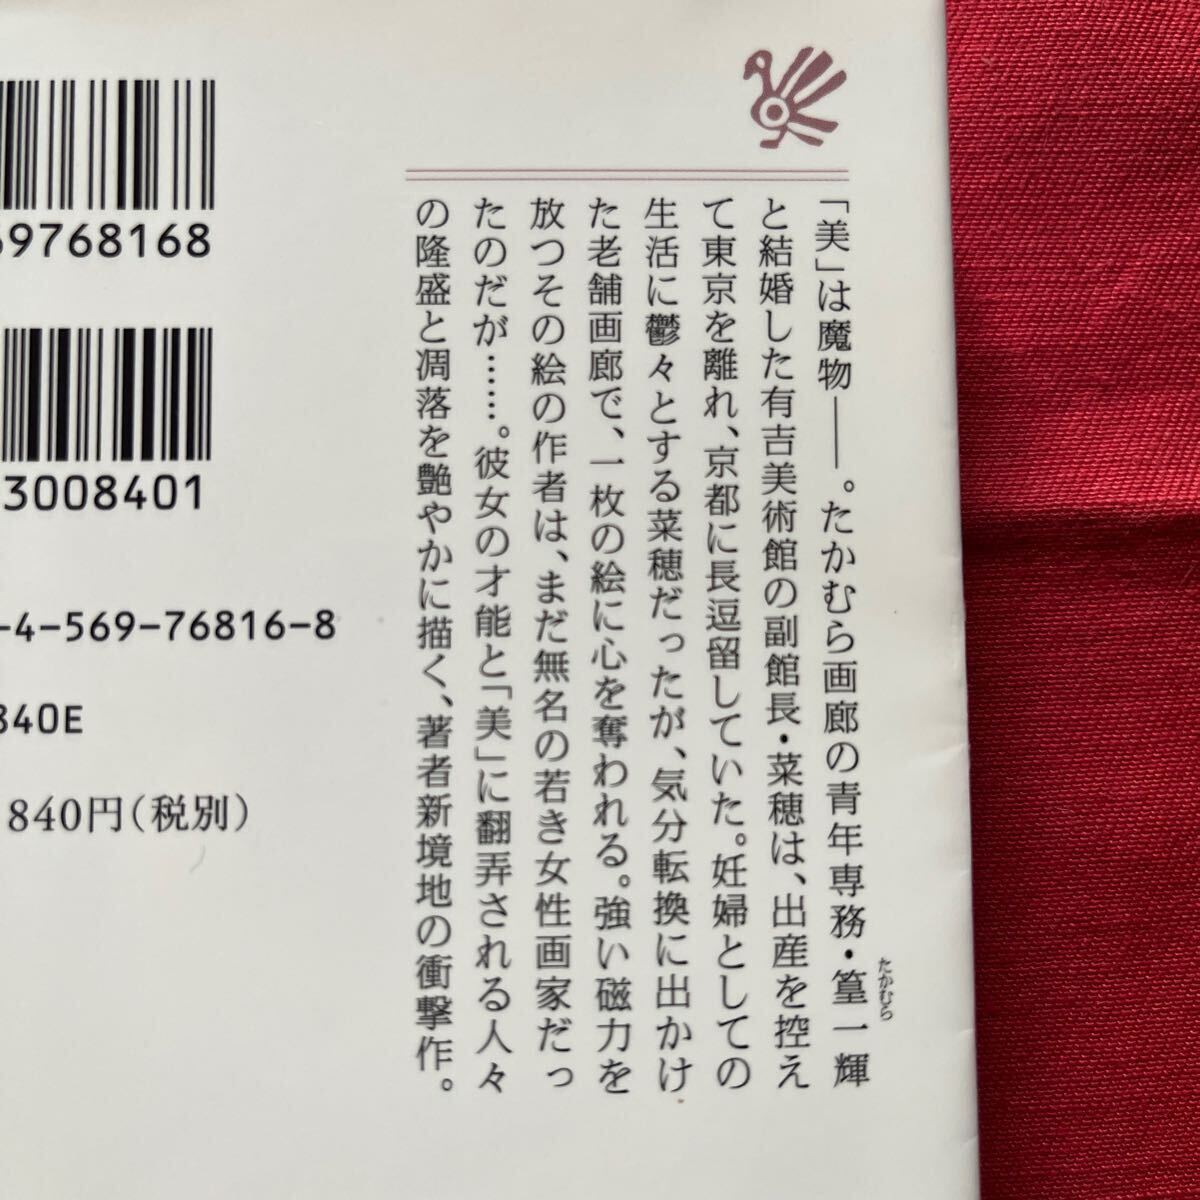 「美」は魔物――。たかむら画廊の青年専務・篁一輝
たかむら
と結婚した有吉美術館の副館長・菜穂は、出産を控え
て東京を離れ、京都に長逗留していた。妊婦としての
生活に鬱々とする菜穂だったが、気分転換に出かけ
た老舗画廊で、一枚の絵に心を奪われる。強い磁力を
放つその絵の作者は、まだ無名の若き女性画家だっ
たのだが……。彼女の才能と「美」に翻弄される人々
の隆盛と凋落を艶やかに描く、著者新境地の衝撃作。
69768168
3008401
-4-569-76816-8
840E
840円（税別）